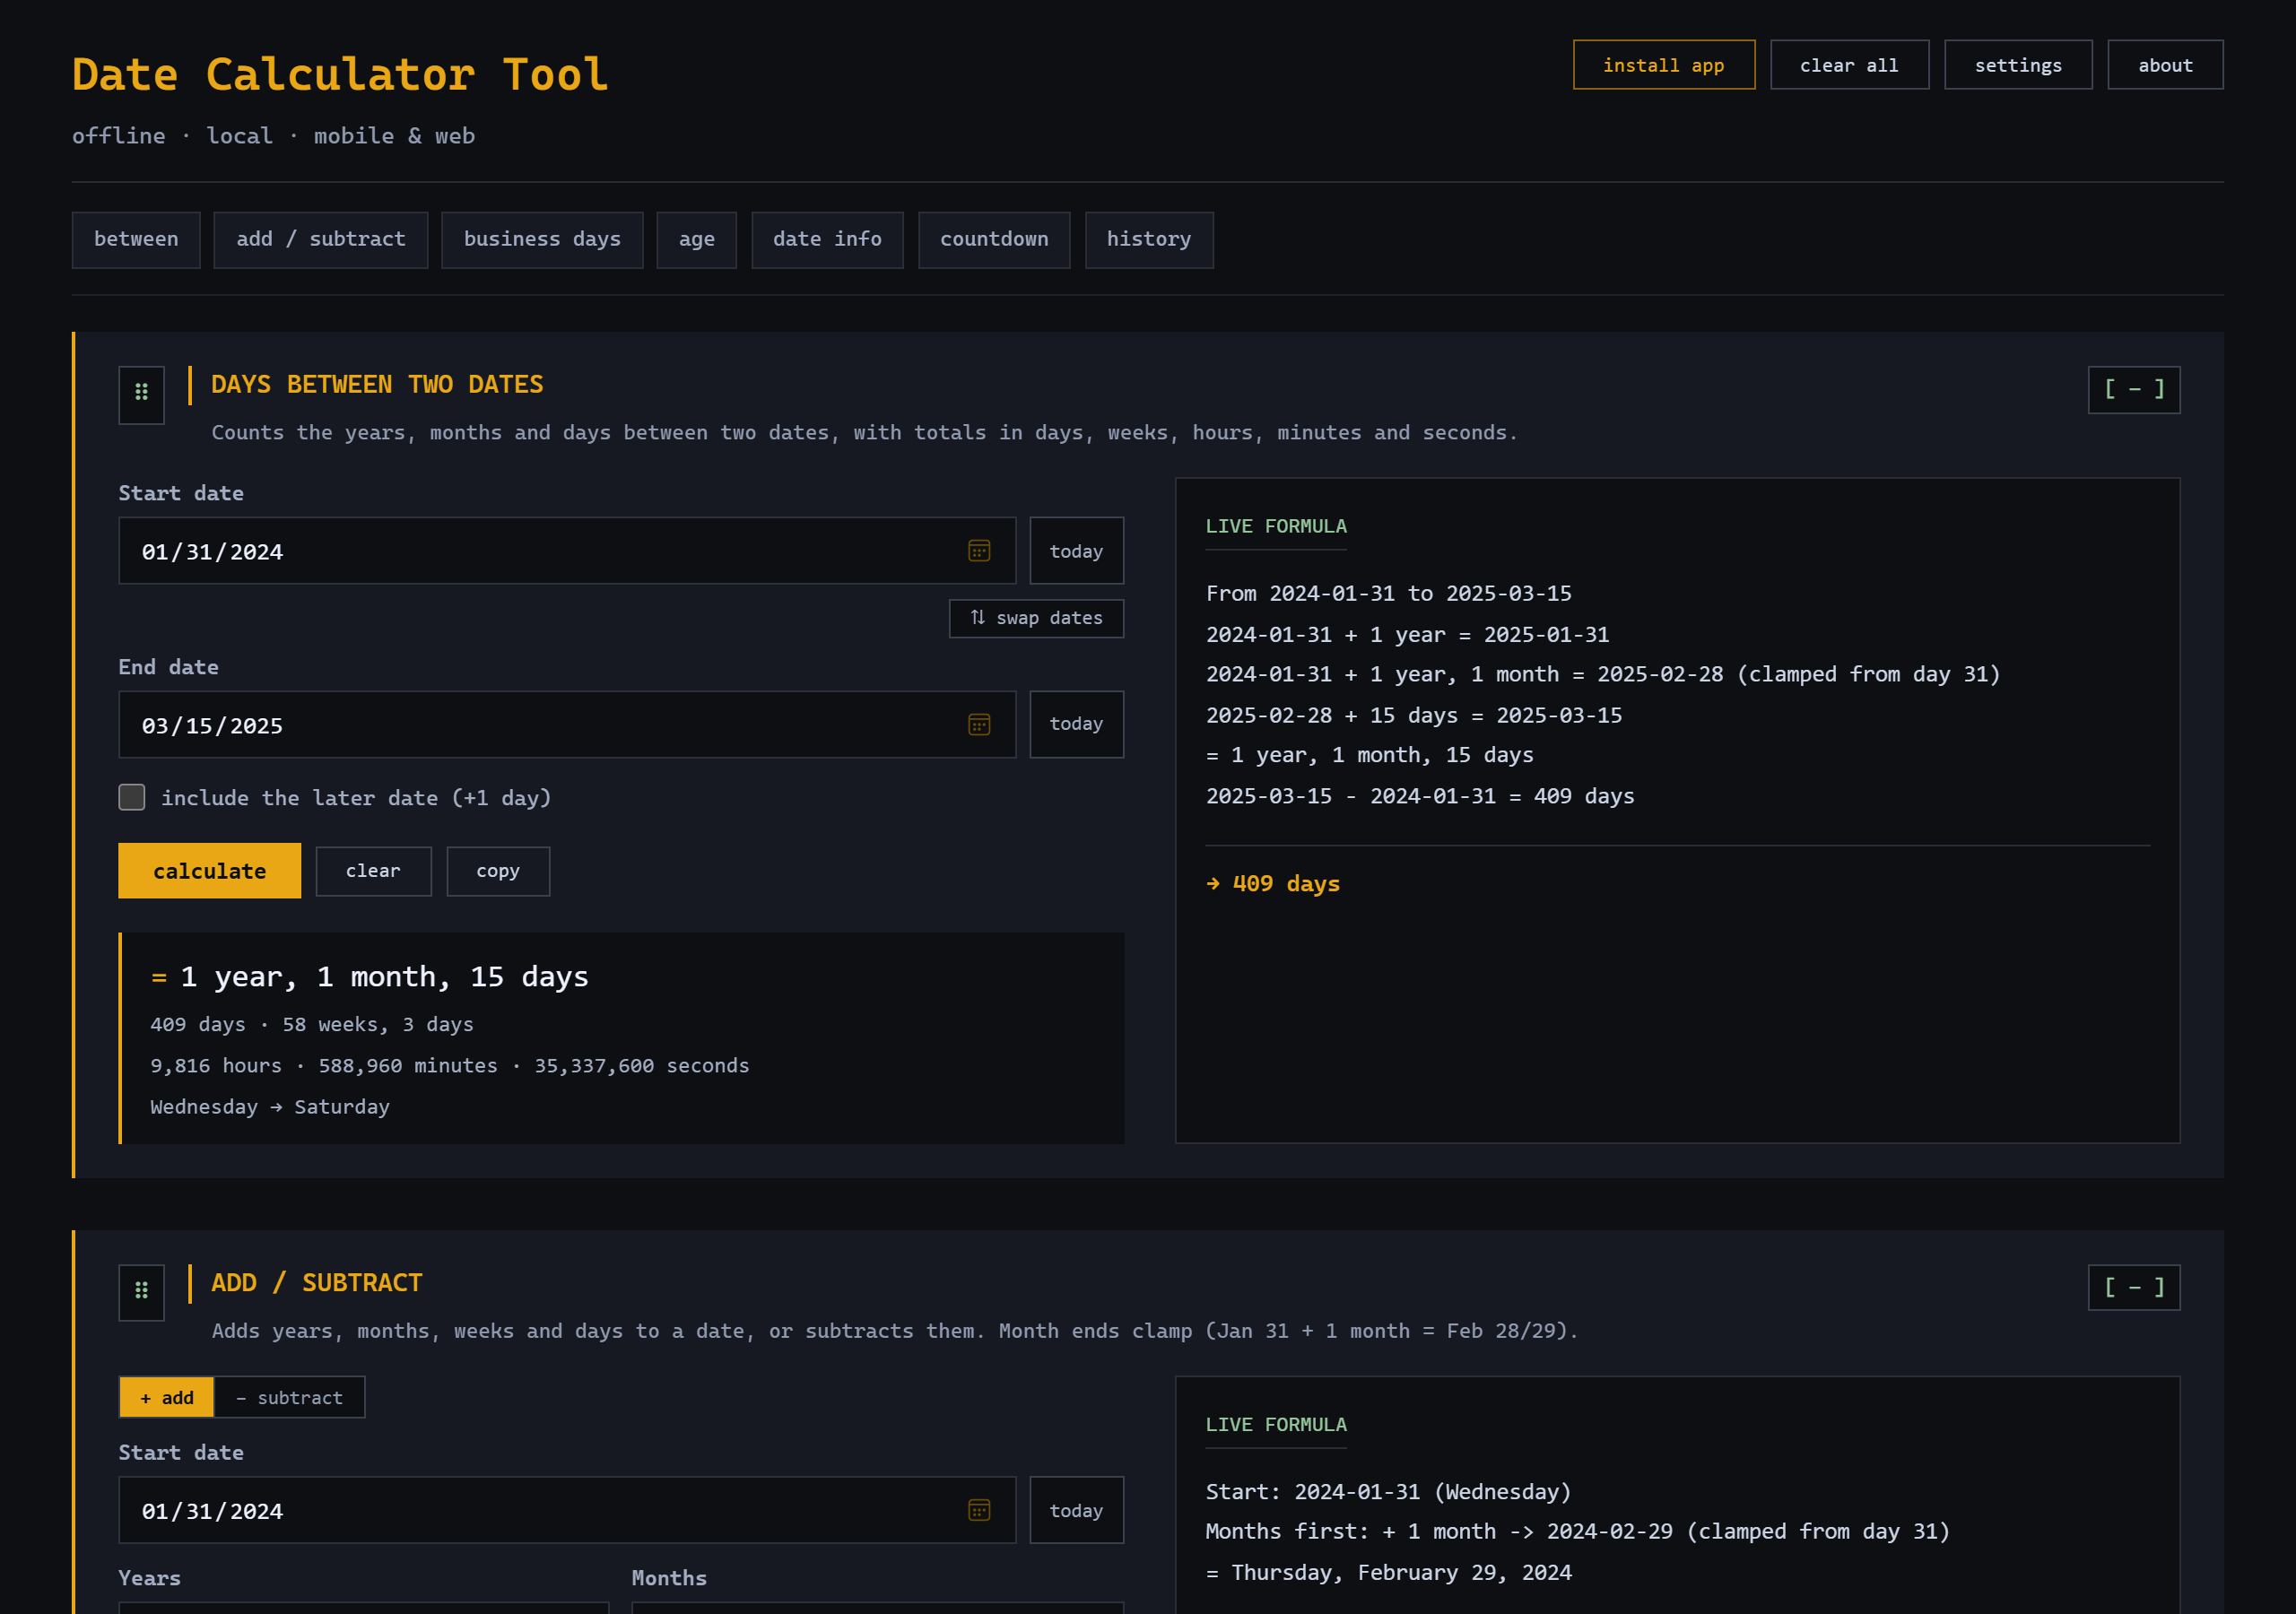 Date Calculator Tool
install app
clear all
settings
about
offline · local · mobile & web
between
add / subtract
business days
age
date info
countdown
history
DAYS BETWEEN TWO DATES
[ − ]
Counts the years, months and days between two dates, with totals in days, weeks, hours, minutes and seconds.
Start date
01/31/2024
today
⇅ swap dates
End date
03/15/2025
today
include the later date (+1 day)
calculate
clear
copy
= 1 year, 1 month, 15 days
409 days · 58 weeks, 3 days
9,816 hours · 588,960 minutes · 35,337,600 seconds
Wednesday → Saturday
LIVE FORMULA
From 2024-01-31 to 2025-03-15
2024-01-31 + 1 year = 2025-01-31
2024-01-31 + 1 year, 1 month = 2025-02-28 (clamped from day 31)
2025-02-28 + 15 days = 2025-03-15
= 1 year, 1 month, 15 days
2025-03-15 - 2024-01-31 = 409 days
→ 409 days
ADD / SUBTRACT
[ − ]
Adds years, months, weeks and days to a date, or subtracts them. Month ends clamp (Jan 31 + 1 month = Feb 28/29).
+ add
− subtract
Start date
01/31/2024
today
Years
Months
LIVE FORMULA
Start: 2024-01-31 (Wednesday)
Months first: + 1 month -> 2024-02-29 (clamped from day 31)
= Thursday, February 29, 2024